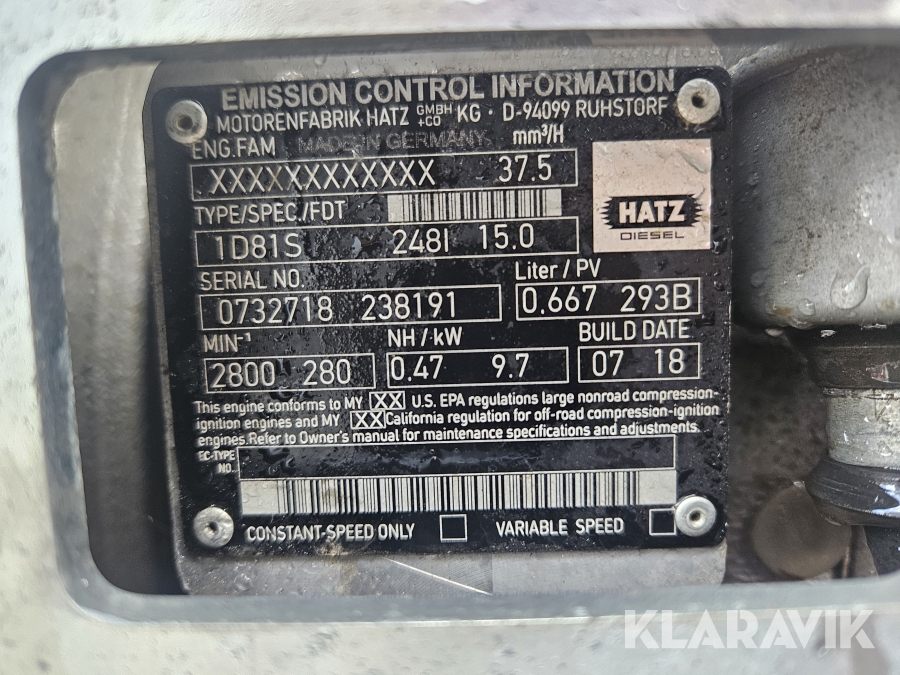 EMISSION CONTROL INFORMATION
MOTORENFABRIK HATZ GMBH +CO KG · D-94099 RUHSTORF
MADE IN GERMANY
ENG.FAM mm³/H
XXXXXXXXXXXX 37.5
TYPE/SPEC./FDT
1D81S 248I 15.0
HATZ
DIESEL
SERIAL NO. Liter / PV
0732718 238191 0.667 293B
MIN-¹ NH / kW BUILD DATE
2800 280 0.47 9.7 07 18
This engine conforms to MY XX U.S. EPA regulations large nonroad compression-
ignition engines and MY XX California regulation for off-road compression-ignition
engines. Refer to Owner's manual for maintenance specifications and adjustments.
EC-TYPE
NO..
CONSTANT-SPEED ONLY VARIABLE SPEED
KLARAVIK